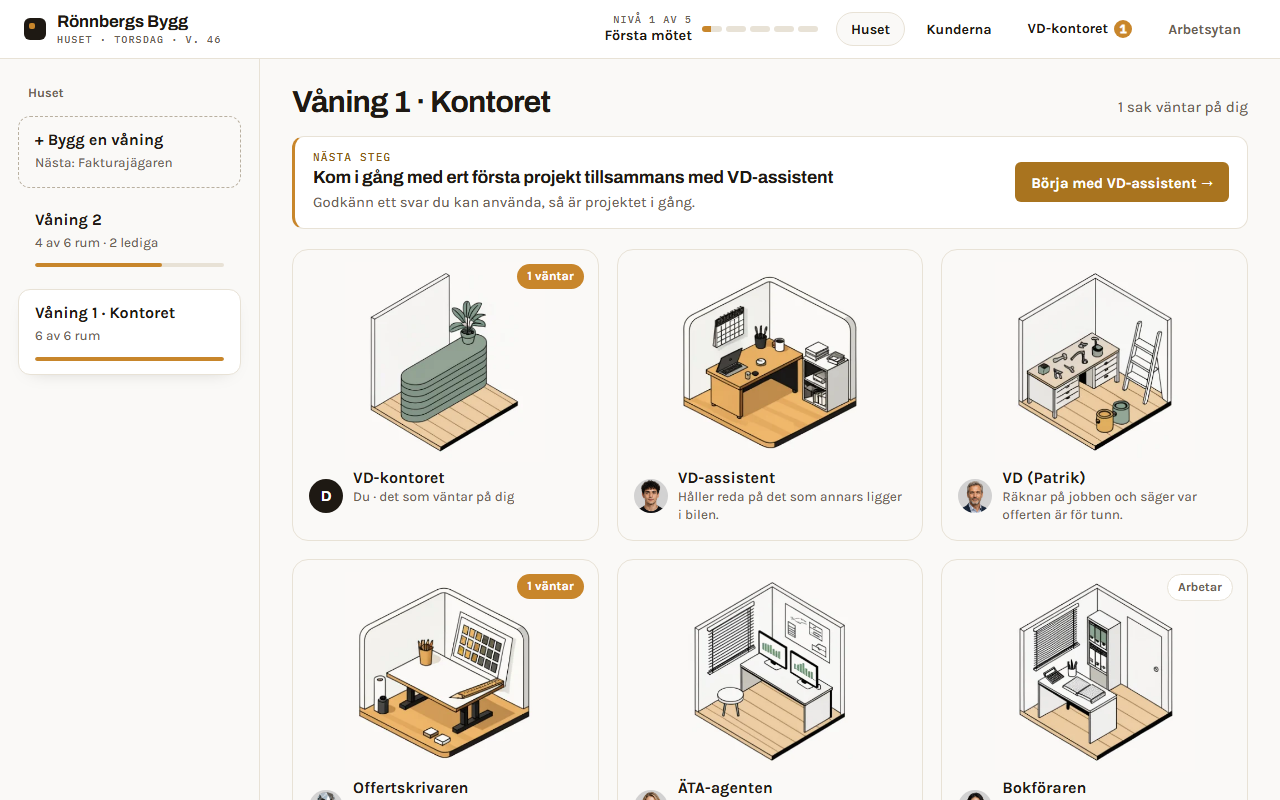 Rönnbergs Bygg
HUSET · TORSDAG · V. 46
NIVÅ 1 AV 5
Första mötet
Huset
Kunderna
VD-kontoret 1
Arbetsytan
Huset
+ Bygg en våning
Nästa: Fakturajägaren
Våning 2
4 av 6 rum · 2 lediga
Våning 1 · Kontoret
6 av 6 rum
Våning 1 · Kontoret
1 sak väntar på dig
NÄSTA STEG
Kom i gång med ert första projekt tillsammans med VD-assistent
Godkänn ett svar du kan använda, så är projektet i gång.
Börja med VD-assistent →
1 väntar
D
VD-kontoret
Du · det som väntar på dig
VD-assistent
Håller reda på det som annars ligger
i bilen.
VD (Patrik)
Räknar på jobben och säger var
offerten är för tunn.
1 väntar
Offertskrivaren
ÄTA-agenten
Arbetar
Bokföraren